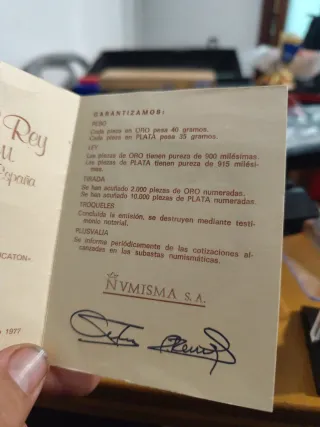 Rey
España
UCATON»
e 1977
GARANTIZAMOS:
PESO
Cada pieza en ORO pesa 40 gramos.
Cada pieza en PLATA pesa 35 gramos.
LEY
Las piezas de ORO tienen pureza de 900 milésimas.
Las piezas de PLATA tienen pureza de 915 milési-
mas.
TIRADA
Se han acuñado 2.000 piezas de ORO numeradas.
Se han acuñado 10.000 piezas de PLATA numeradas.
TROQUELES
Concluida la emisión, se destruyen mediante testi-
monio notarial.
PLUSVALIA
Se informa periódicamente de las cotizaciones al-
canzadas en las subastas numismáticas.
NVMISMA S.A.